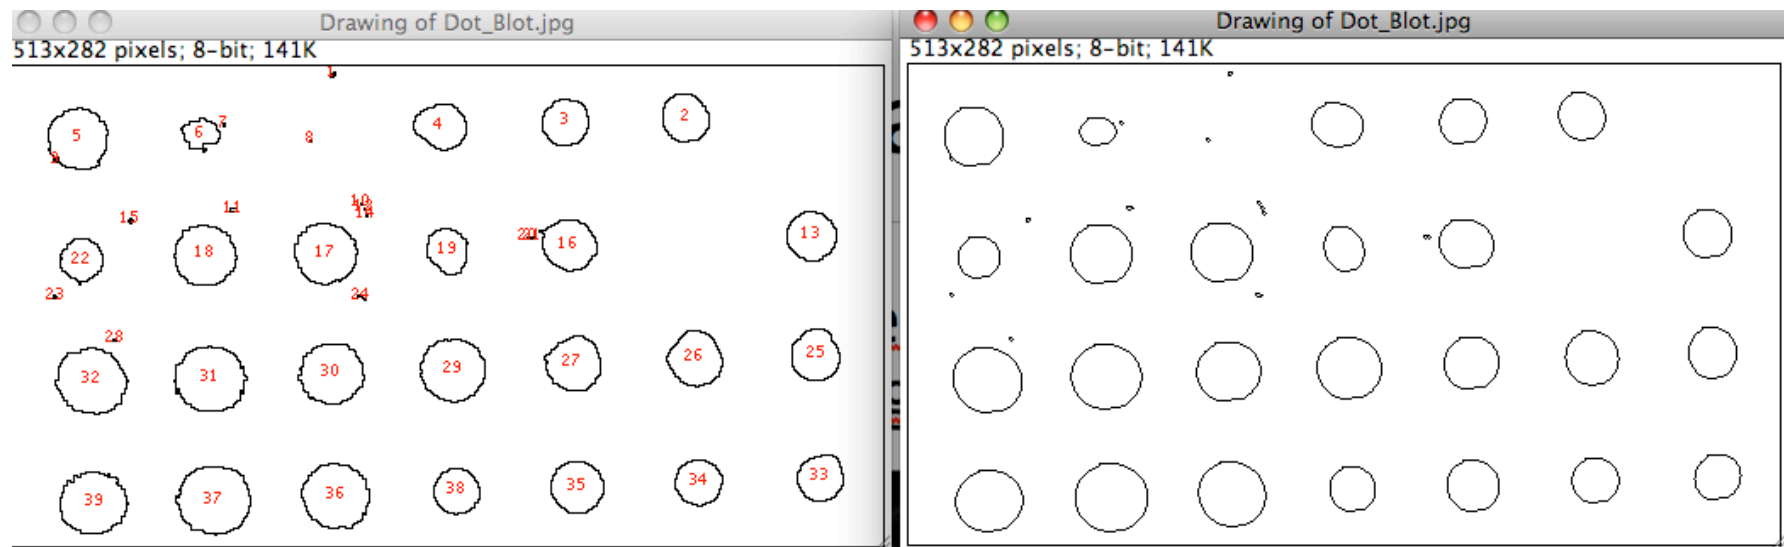 Drawing of Dot_Blot.jpg
513x282 pixels; 8-bit; 141K
1
5 6 7 8 4 3 2
9
15 11 10
14
22 18 17 19 16 13
23 24
28
32 31 30 29 27 26 25
39 37 36 38 35 34 33
Drawing of Dot_Blot.jpg
513x282 pixels; 8-bit; 141K